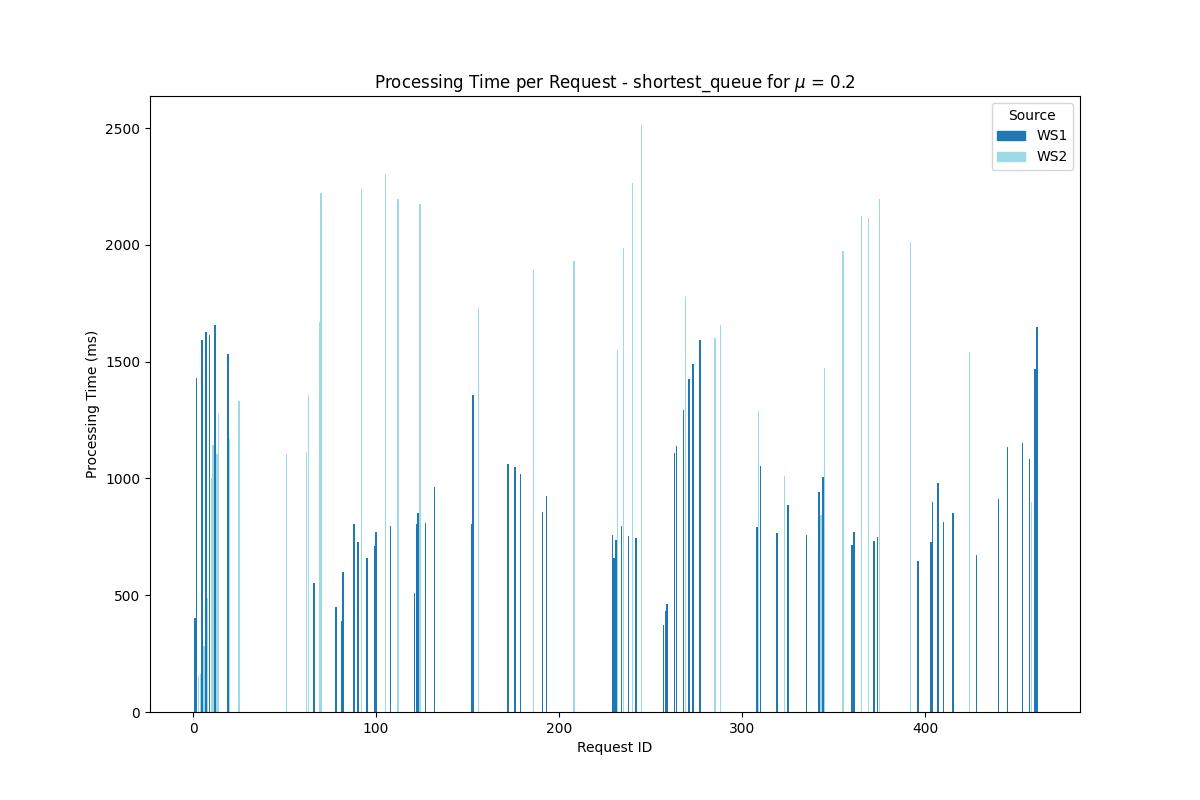 Processing Time per Request - shortest_queue for μ = 0.2
Source
WS1
WS2
Processing Time (ms)
2500
2000
1500
1000
500
0
0 100 200 300 400
Request ID